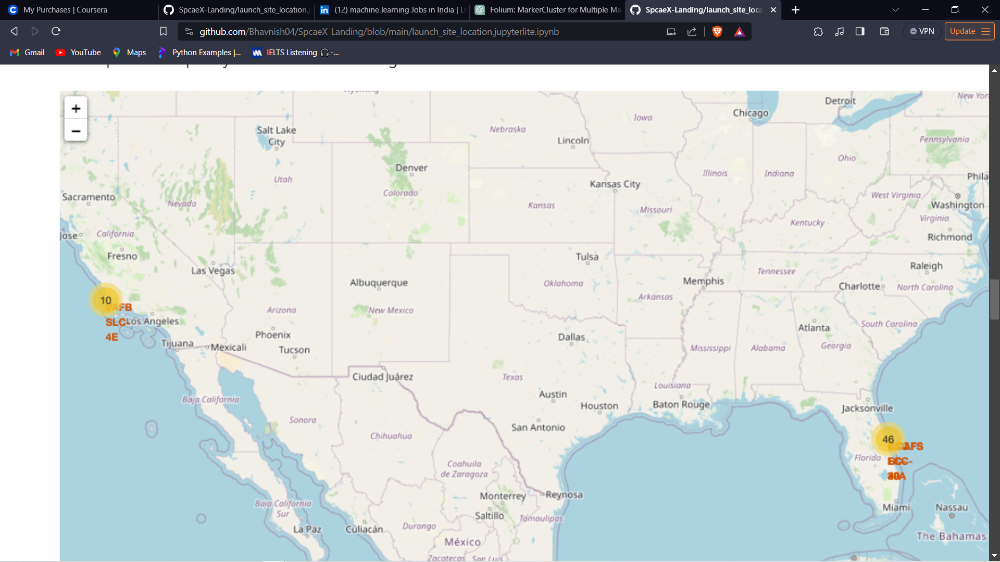 My Purchases | Coursera
SpcaeX-Landing/launch_site_location.j
(12) machine learning Jobs in India | Li
Folium: MarkerCluster for Multiple Ma
SpcaeX-Landing/launch_site_loca
github.com/Bhavnish04/SpcaeX-Landing/blob/main/launch_site_location.jupyterlite.ipynb
VPN
Update
Gmail
YouTube
Maps
Python Examples |...
IELTS Listening 🎧-...
+
−
Wyoming
Detroit
New Yor
Chicago
Iowa
Salt Lake
City
Nebraska
Lincoln
Pennsylvania
Ohio
Denver
Illinois
Indiana
Phila
Utah
Kansas City
Colorado
Sacramento
Nevada
Kansas
Missouri
West Virginia
Washington
Virginia
Kentucky
Jose
California
Richmond
Fresno
Tulsa
Las Vegas
Raleigh
Tennessee
Albuquerque
Oklahoma
Memphis
Charlotte
North Carolina
10
Arkansas
VAFB
SLC-
4E
Arizona
New Mexico
Los Angeles
South Carolina
Atlanta
Phoenix
Dallas
Tijuana
Mexicali
Tucson
Mississippi
Alabama
Georgia
Ciudad Juárez
Texas
Louisiana
Austin
Baja California
Houston
Baton Rouge
Jacksonville
Sonora
San Antonio
Chihuahua
46
AFS
Florida
Coahuila
de Zaragoza
Monterrey
Reynosa
Baja California
Sur
Miami
Nassau
Saltillo
Tamaulipas
La Paz
Culiacán
Durango
The Bahamas
México
Zacatecas
San Luis